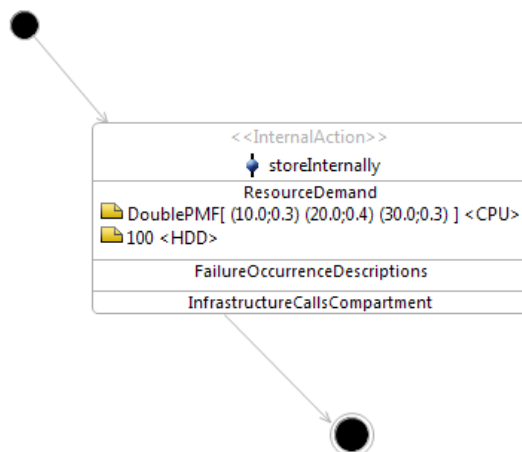 <<InternalAction>>
storeInternally
ResourceDemand
DoublePMF[ (10.0;0.3) (20.0;0.4) (30.0;0.3) ] <CPU>
100 <HDD>
FailureOccurrenceDescriptions
InfrastructureCallsCompartment